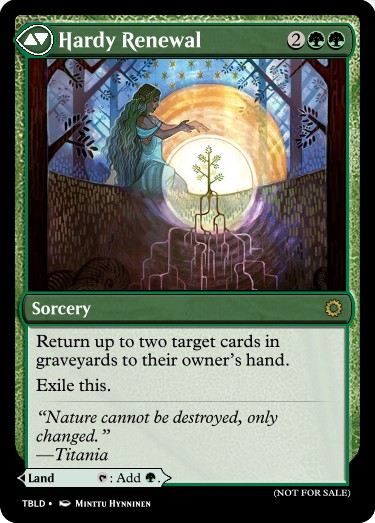 Hardy Renewal 2
Sorcery
Return up to two target cards in
graveyards to their owner's hand.
Exile this.
"Nature cannot be destroyed, only
changed."
—Titania
Land : Add .
(NOT FOR SALE)
TBLD • Minttu Hynninen